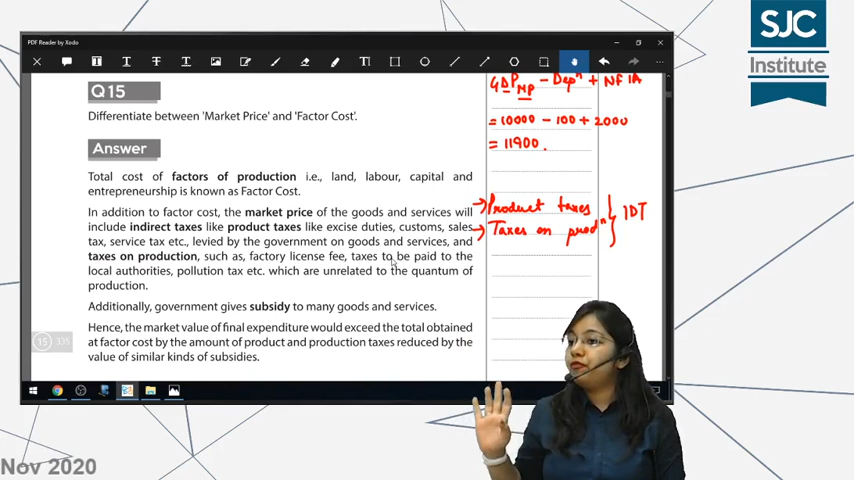 PDF Reader by Xodo
SJC
Institute
Q15
Differentiate between 'Market Price' and 'Factor Cost'.
Answer
Total cost of factors of production i.e., land, labour, capital and
entrepreneurship is known as Factor Cost.
In addition to factor cost, the market price of the goods and services will
include indirect taxes like product taxes like excise duties, customs, sales
tax, service tax etc., levied by the government on goods and services, and
taxes on production, such as, factory license fee, taxes to be paid to the
local authorities, pollution tax etc. which are unrelated to the quantum of
production.
Additionally, government gives subsidy to many goods and services.
Hence, the market value of final expenditure would exceed the total obtained
at factor cost by the amount of product and production taxes reduced by the
value of similar kinds of subsidies.
15 335
GDP MP - Depⁿ + NFIA
= 10000 - 100 + 2000
= 11900.
→ Product taxes
→ Taxes on prodⁿ
} IDT
Nov 2020